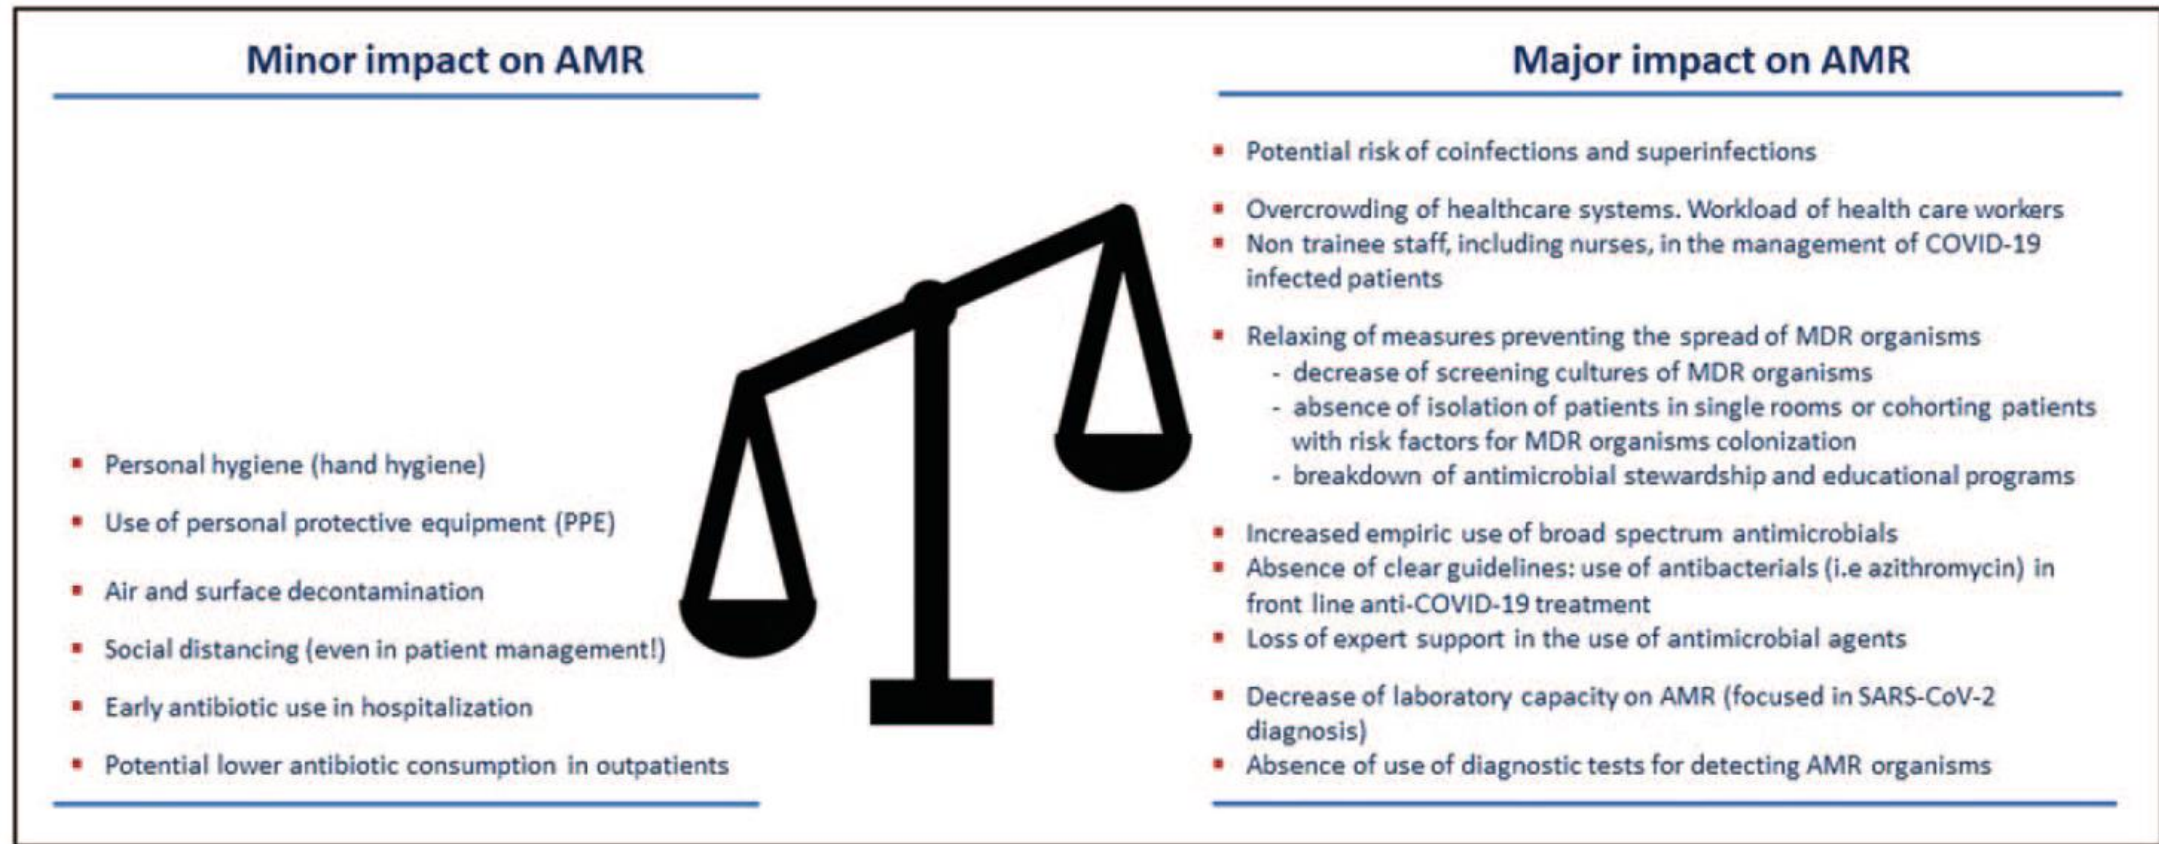 Minor impact on AMR
Personal hygiene (hand hygiene)
Use of personal protective equipment (PPE)
Air and surface decontamination
Social distancing (even in patient management!)
Early antibiotic use in hospitalization
Potential lower antibiotic consumption in outpatients
Major impact on AMR
Potential risk of coinfections and superinfections
Overcrowding of healthcare systems. Workload of health care workers
Non trainee staff, including nurses, in the management of COVID-19
infected patients
Relaxing of measures preventing the spread of MDR organisms
- decrease of screening cultures of MDR organisms
- absence of isolation of patients in single rooms or cohorting patients
with risk factors for MDR organisms colonization
- breakdown of antimicrobial stewardship and educational programs
Increased empiric use of broad spectrum antimicrobials
Absence of clear guidelines: use of antibacterials (i.e azithromycin) in
front line anti-COVID-19 treatment
Loss of expert support in the use of antimicrobial agents
Decrease of laboratory capacity on AMR (focused in SARS-CoV-2
diagnosis)
Absence of use of diagnostic tests for detecting AMR organisms